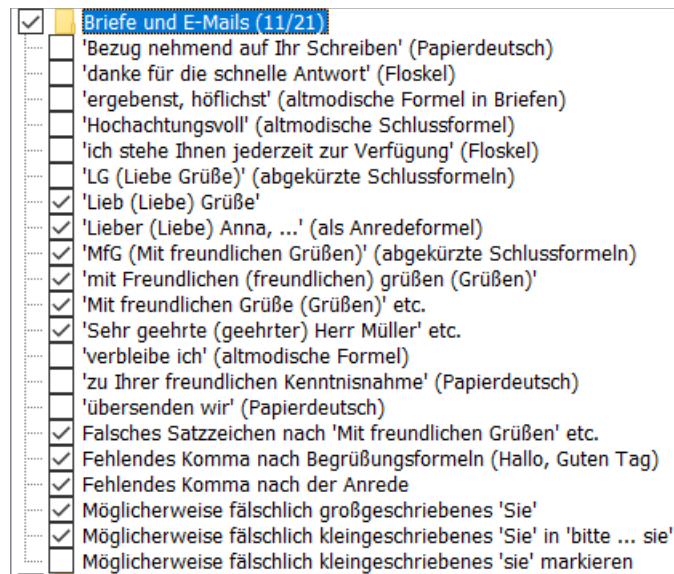 Briefe und E-Mails (11/21)
'Bezug nehmend auf Ihr Schreiben' (Papierdeutsch)
'danke für die schnelle Antwort' (Floskel)
'ergebenst, höflichst' (altmodische Formel in Briefen)
'Hochachtungsvoll' (altmodische Schlussformel)
'ich stehe Ihnen jederzeit zur Verfügung' (Floskel)
'LG (Liebe Grüße)' (abgekürzte Schlussformeln)
'Lieb (Liebe) Grüße'
'Lieber (Liebe) Anna, ...' (als Anredeformel)
'MfG (Mit freundlichen Grüßen)' (abgekürzte Schlussformeln)
'mit Freundlichen (freundlichen) grüßen (Grüßen)'
'Mit freundlichen Grüße (Grüßen)' etc.
'Sehr geehrte (geehrter) Herr Müller' etc.
'verbleibe ich' (altmodische Formel)
'zu Ihrer freundlichen Kenntnisnahme' (Papierdeutsch)
'übersenden wir' (Papierdeutsch)
Falsches Satzzeichen nach 'Mit freundlichen Grüßen' etc.
Fehlendes Komma nach Begrüßungsformeln (Hallo, Guten Tag)
Fehlendes Komma nach der Anrede
Möglicherweise fälschlich großgeschriebenes 'Sie'
Möglicherweise fälschlich kleingeschriebenes 'Sie' in 'bitte ... sie'
Möglicherweise fälschlich kleingeschriebenes 'sie' markieren